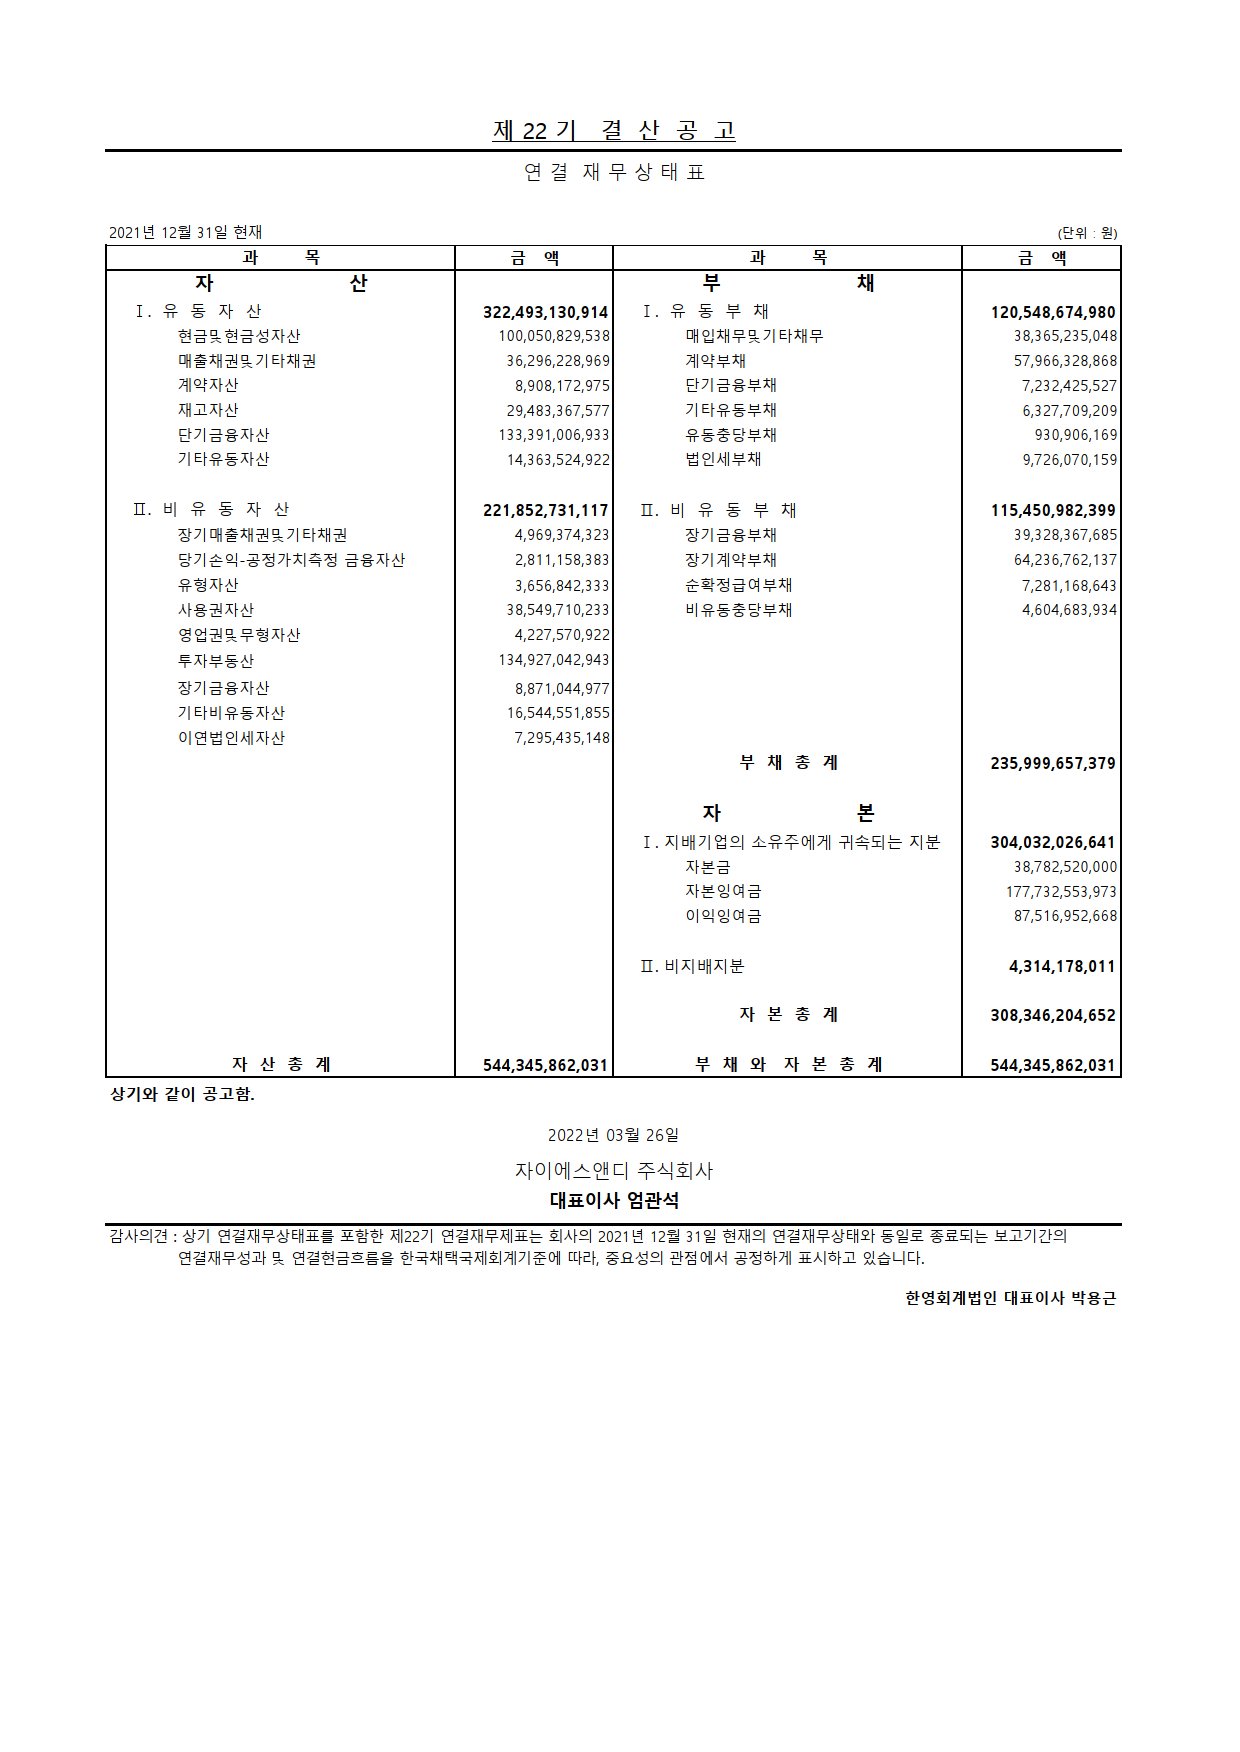 제 22 기 결 산 공 고
연 결 재 무 상 태 표
2021년 12월 31일 현재 (단위 : 원)
과 목 금 액 과 목 금 액
자 산 부 채
Ⅰ. 유 동 자 산 322,493,130,914 Ⅰ. 유 동 부 채 120,548,674,980
현금및현금성자산 100,050,829,538 매입채무및기타채무 38,365,235,048
매출채권및기타채권 36,296,228,969 계약부채 57,966,328,868
계약자산 8,908,172,975 단기금융부채 7,232,425,527
재고자산 29,483,367,577 기타유동부채 6,327,709,209
단기금융자산 133,391,006,933 유동충당부채 930,906,169
기타유동자산 14,363,524,922 법인세부채 9,726,070,159
Ⅱ. 비 유 동 자 산 221,852,731,117 Ⅱ. 비 유 동 부 채 115,450,982,399
장기매출채권및기타채권 4,969,374,323 장기금융부채 39,328,367,685
당기손익-공정가치측정 금융자산 2,811,158,383 장기계약부채 64,236,762,137
유형자산 3,656,842,333 순확정급여부채 7,281,168,643
사용권자산 38,549,710,233 비유동충당부채 4,604,683,934
영업권및무형자산 4,227,570,922
투자부동산 134,927,042,943
장기금융자산 8,871,044,977
기타비유동자산 16,544,551,855
이연법인세자산 7,295,435,148
부 채 총 계 235,999,657,379
자 본
Ⅰ. 지배기업의 소유주에게 귀속되는 지분 304,032,026,641
자본금 38,782,520,000
자본잉여금 177,732,553,973
이익잉여금 87,516,952,668
Ⅱ. 비지배지분 4,314,178,011
자 본 총 계 308,346,204,652
자 산 총 계 544,345,862,031 부 채 와 자 본 총 계 544,345,862,031
상기와 같이 공고함.
2022년 03월 26일
자이에스앤디 주식회사
대표이사 엄관석
감사의견 : 상기 연결재무상태표를 포함한 제22기 연결재무제표는 회사의 2021년 12월 31일 현재의 연결재무상태와 동일로 종료되는 보고기간의
연결재무성과 및 연결현금흐름을 한국채택국제회계기준에 따라, 중요성의 관점에서 공정하게 표시하고 있습니다.
한영회계법인 대표이사 박용근